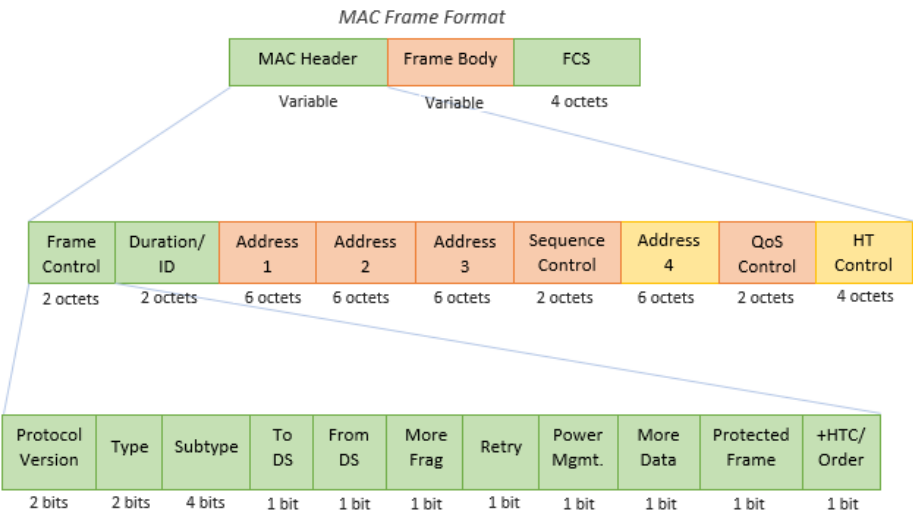 MAC Frame Format
MAC Header Frame Body FCS
Variable Variable 4 octets
Frame Control Duration/ ID Address 1 Address 2 Address 3 Sequence Control Address 4 QoS Control HT Control
2 octets 2 octets 6 octets 6 octets 6 octets 2 octets 6 octets 2 octets 4 octets
Protocol Version Type Subtype To DS From DS More Frag Retry Power Mgmt. More Data Protected Frame +HTC/ Order
2 bits 2 bits 4 bits 1 bit 1 bit 1 bit 1 bit 1 bit 1 bit 1 bit 1 bit